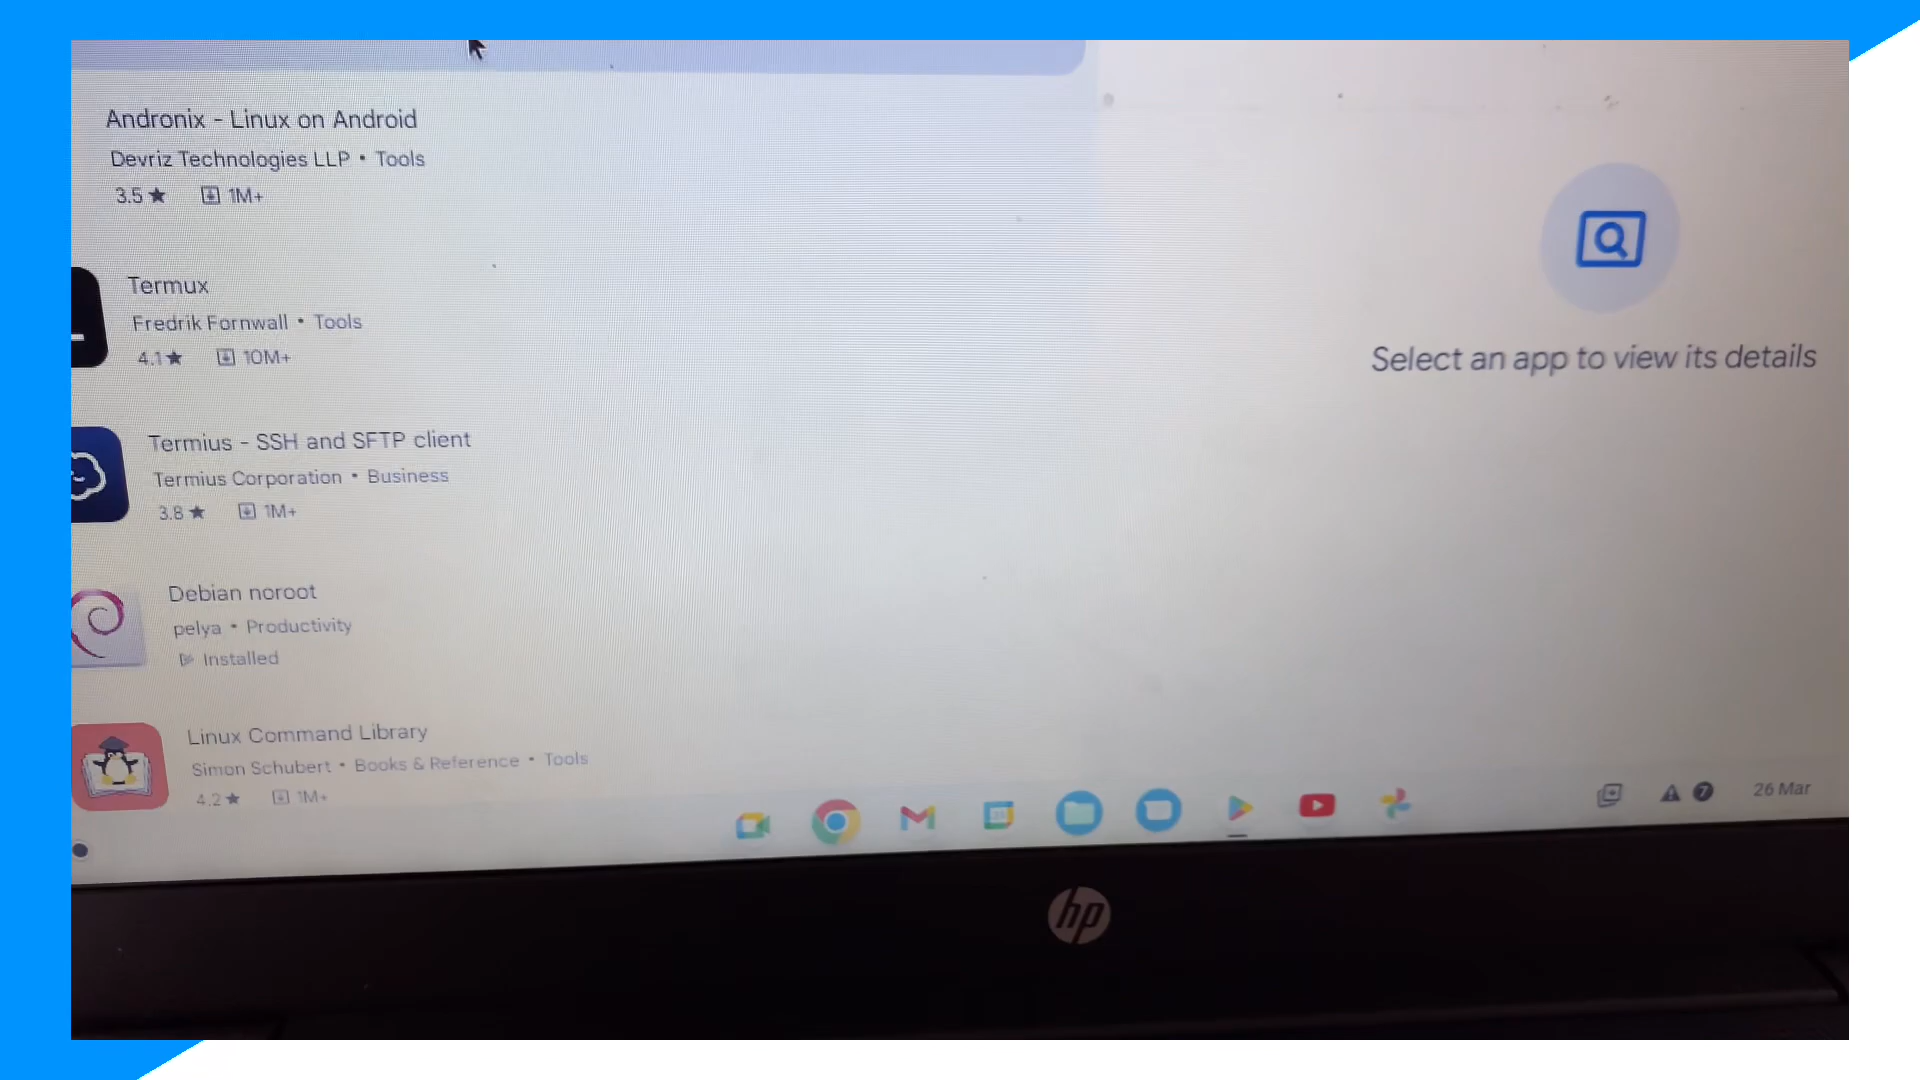 Andronix - Linux on Android
Devriz Technologies LLP • Tools
3.5 ★ 1M+
Termux
Fredrik Fornwall • Tools
4.1 ★ 10M+
Termius - SSH and SFTP client
Termius Corporation • Business
3.8 ★ 1M+
Debian noroot
pelya • Productivity
Installed
Linux Command Library
Simon Schubert • Books & Reference • Tools
4.2 ★ 1M+
Select an app to view its details
7
26 Mar
hp